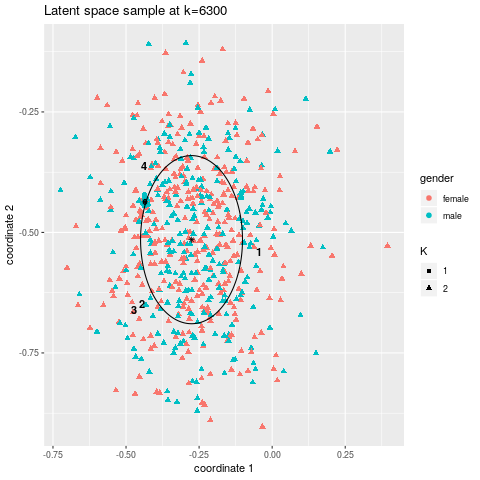 Latent space sample at k=6300
-0.25
-0.50
-0.75
coordinate 2
4
1
2
3
*
-0.75 -0.50 -0.25 0.00 0.25
coordinate 1
gender
female
male
K
1
2